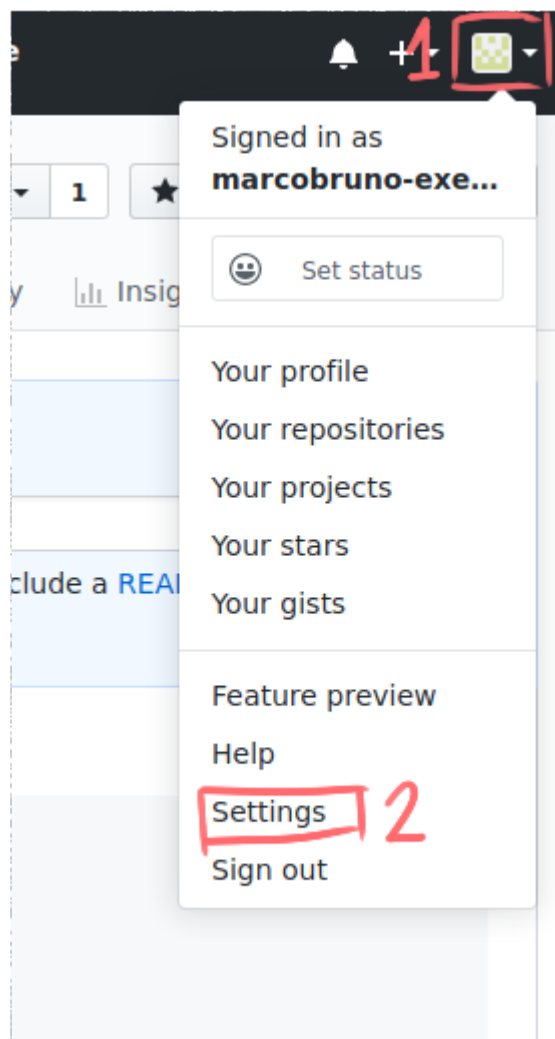 e
1
1
Signed in as
marcobruno-exe...
Set status
y
Insig
Your profile
Your repositories
Your projects
Your stars
clude a REA
Your gists
Feature preview
Help
Settings 2
Sign out